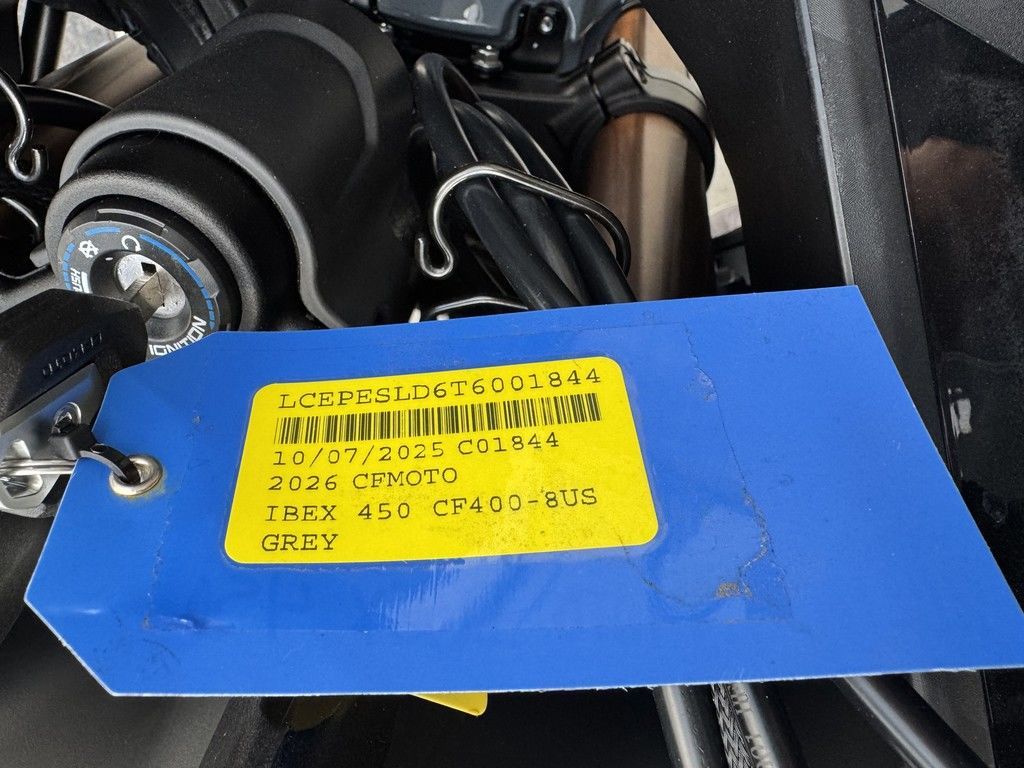 LCEPESLD6T6001844
10/07/2025 C01844
2026 CFMOTO
IBEX 450 CF400-8US
GREY
IGNITION